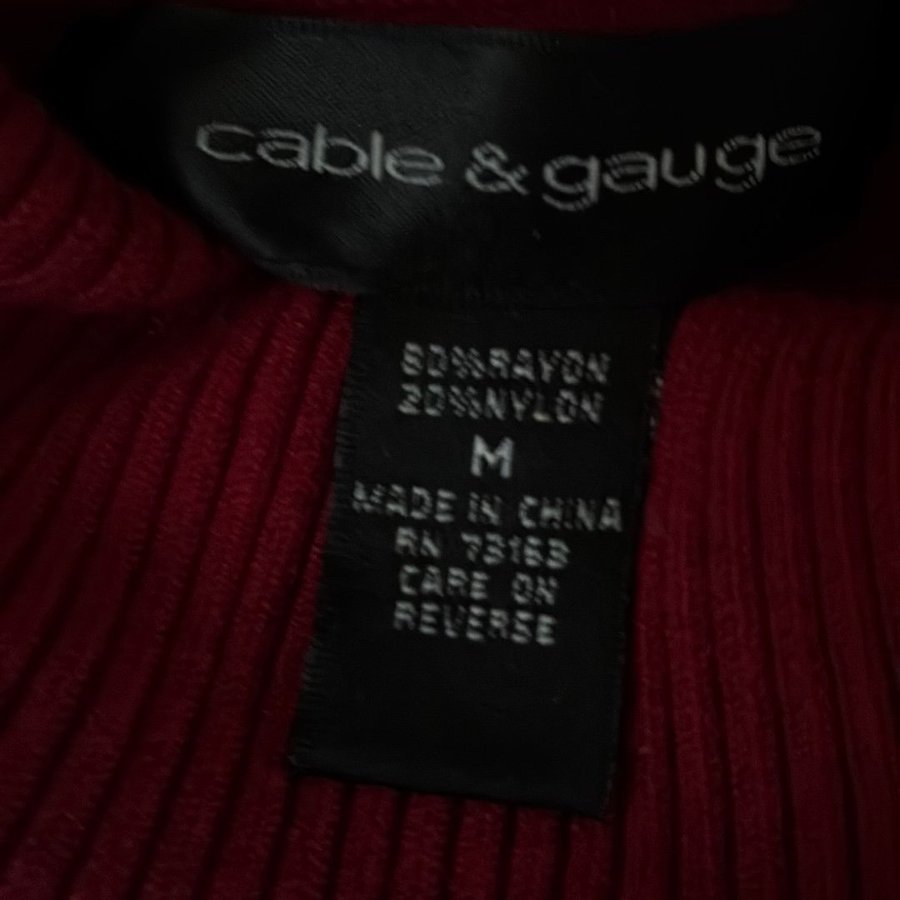 cable & gauge
80%RAYON
20%NYLON
M
MADE IN CHINA
RN 73163
CARE ON
REVERSE